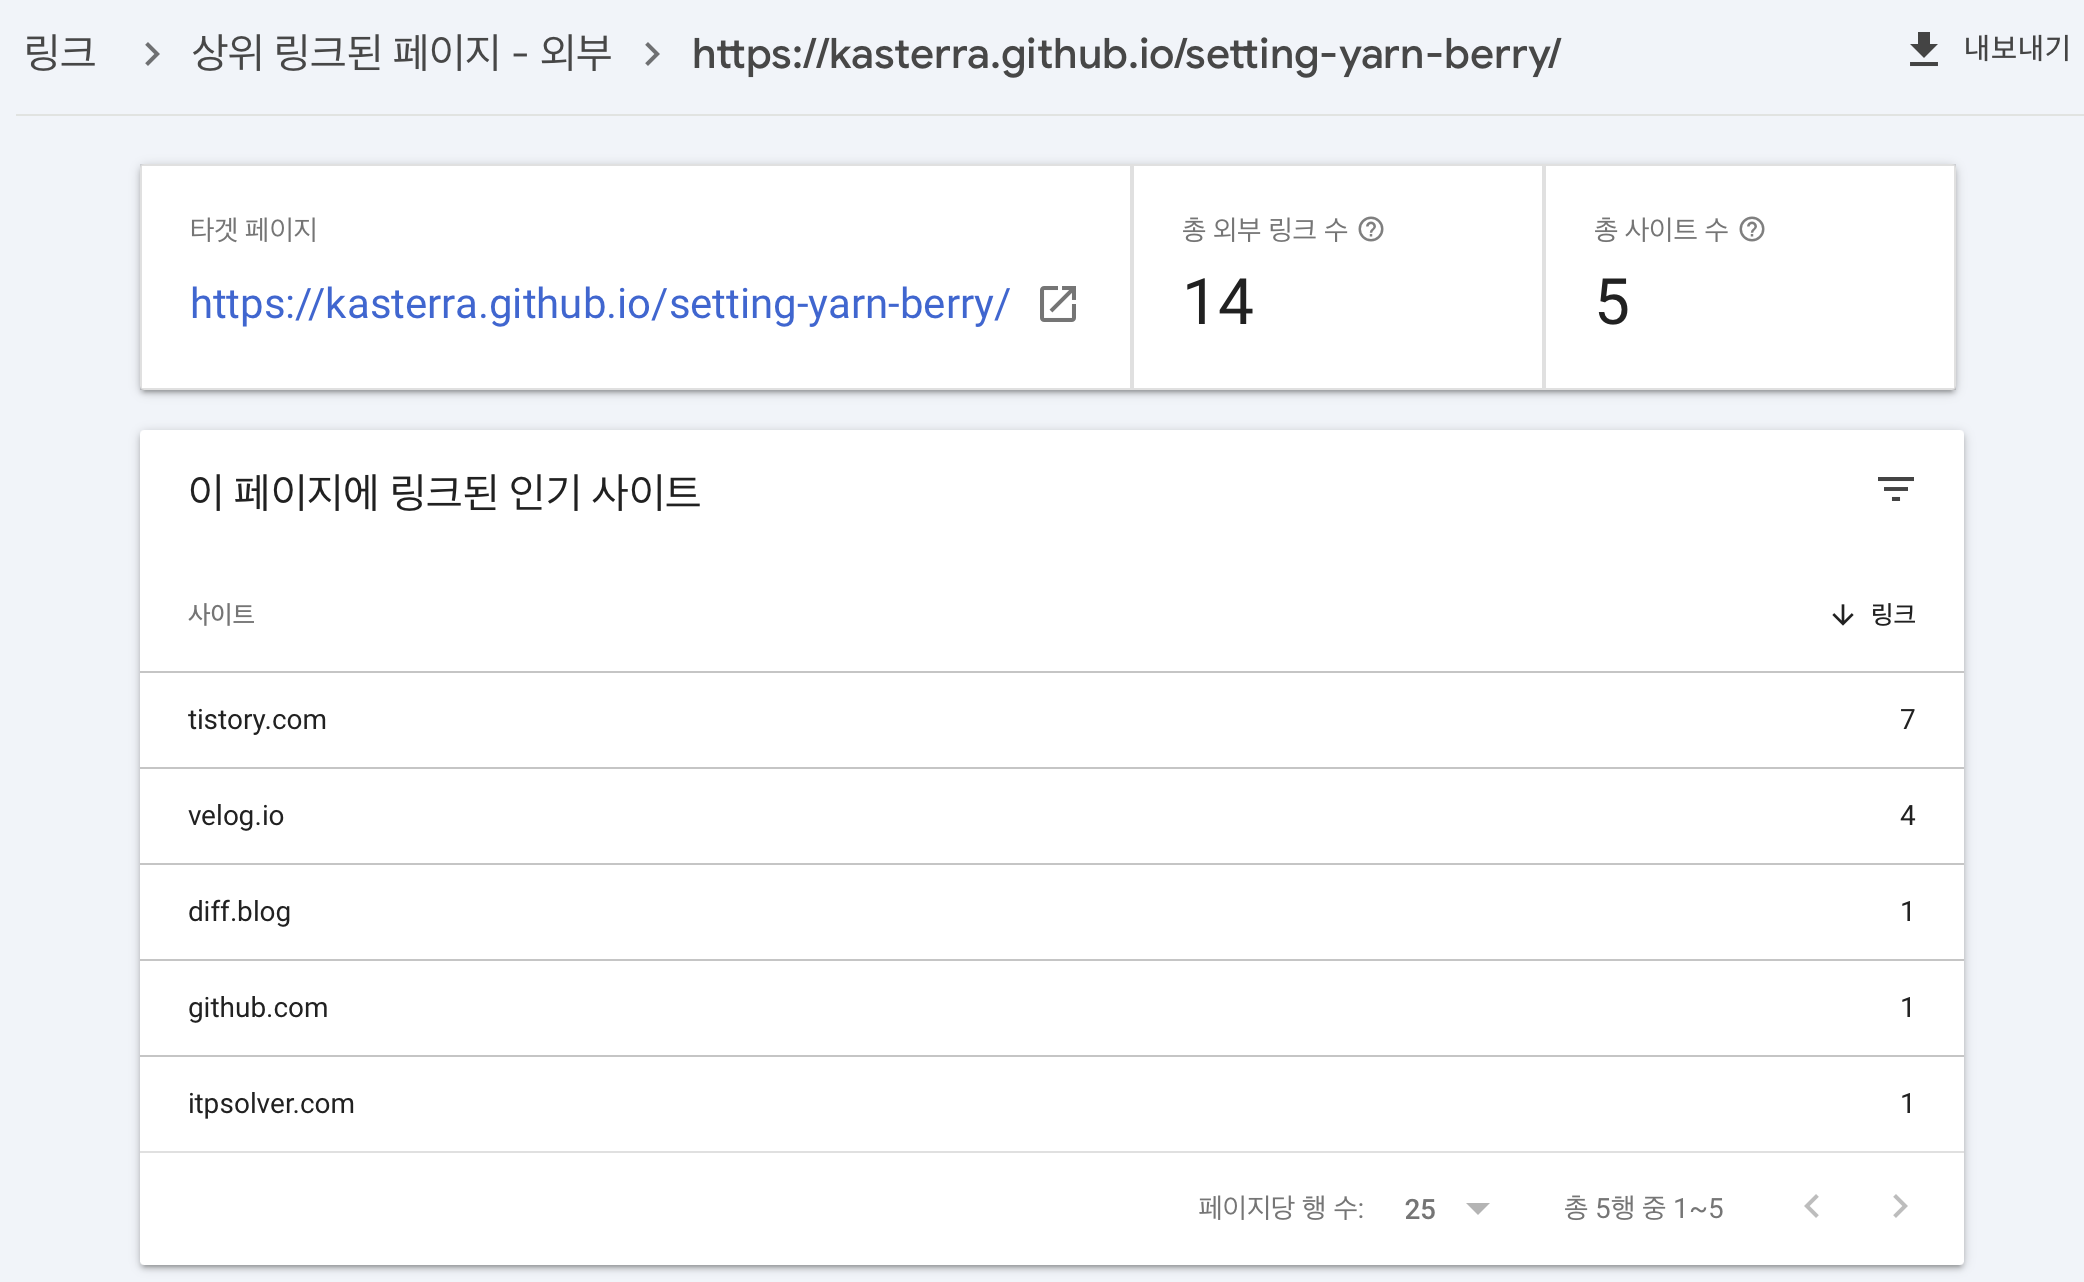 링크 > 상위 링크된 페이지 - 외부 > https://kasterra.github.io/setting-yarn-berry/
내보내기
타겟 페이지
https://kasterra.github.io/setting-yarn-berry/
총 외부 링크 수
14
총 사이트 수
5
이 페이지에 링크된 인기 사이트
사이트 링크
tistory.com 7
velog.io 4
diff.blog 1
github.com 1
itpsolver.com 1
페이지당 행 수: 25 총 5행 중 1~5